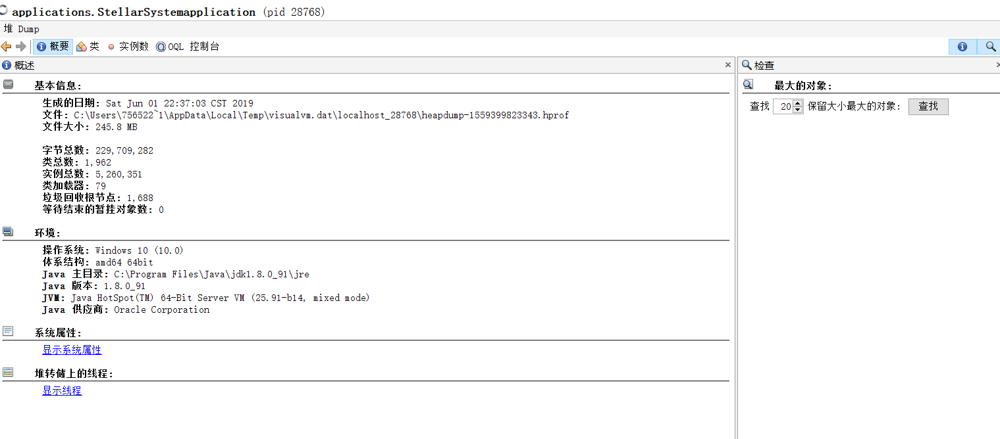 applications.StellarSystemapplication (pid 28768)
堆 Dump
概要 类 实例数 OQL 控制台
概述
基本信息:
生成的日期: Sat Jun 01 22:37:03 CST 2019
文件: C:\Users\756522~1\AppData\Local\Temp\visualvm.dat\localhost_28768\heapdump-1559399823343.hprof
文件大小: 245.8 MB
字节总数: 229,709,282
类总数: 1,962
实例总数: 5,260,351
类加载器: 79
垃圾回收根节点: 1,688
等待结束的暂挂对象数: 0
环境:
操作系统: Windows 10 (10.0)
体系结构: amd64 64bit
Java 主目录: C:\Program Files\Java\jdk1.8.0_91\jre
Java 版本: 1.8.0_91
JVM: Java HotSpot(TM) 64-Bit Server VM (25.91-b14, mixed mode)
Java 供应商: Oracle Corporation
系统属性:
显示系统属性
堆转储上的线程:
显示线程
检查
最大的对象:
查找 20 保留大小最大的对象: 查找